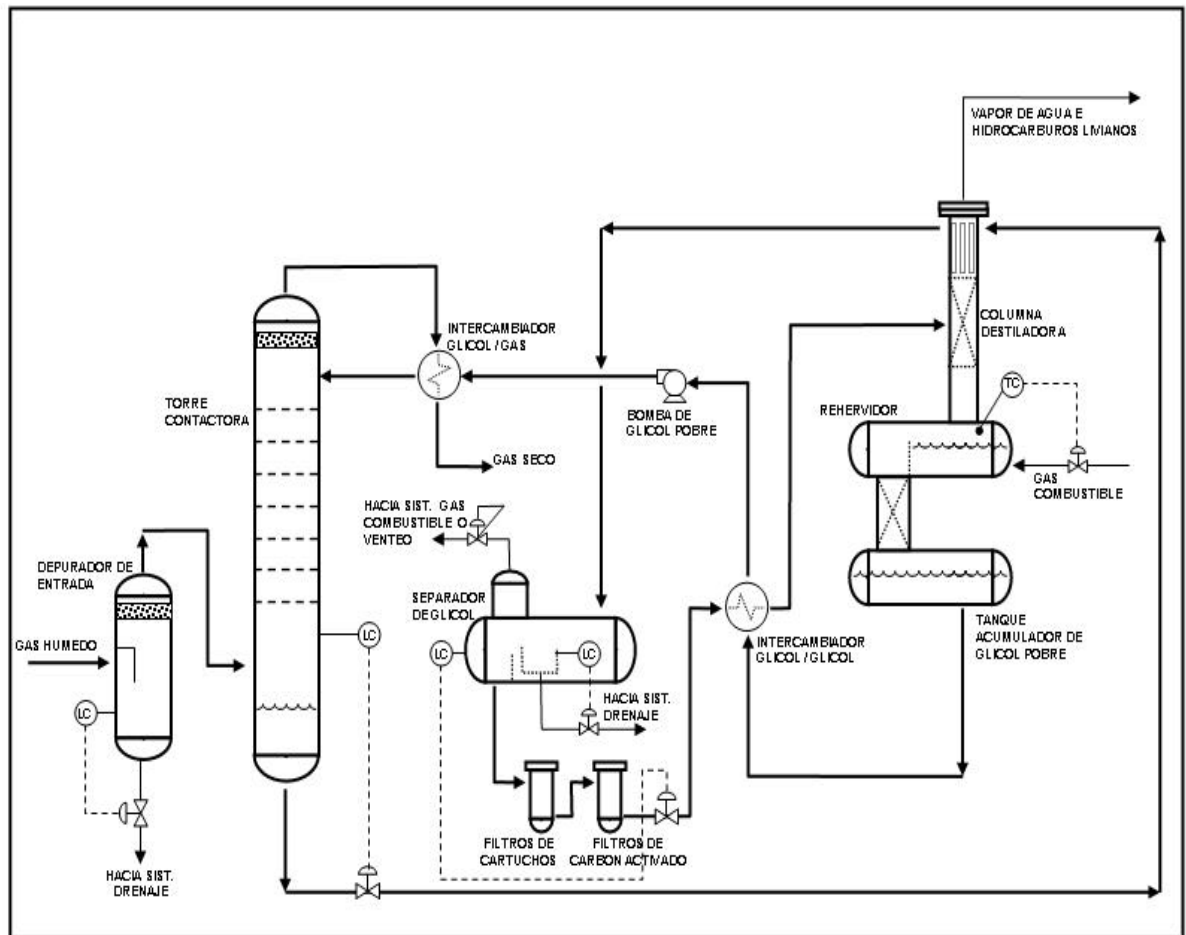 VAPOR DE AGUA E
HIDROCARBUROS LIVIANOS
COLUMNA
DESTILADORA
INTERCAMBIADOR
GLICOL / GAS
TORRE
CONTACTORA
BOMBA DE
GLICOL POBRE
REHERVIDOR
TC
GAS
COMBUSTIBLE
GAS SECO
HACIA SIST. GAS
COMBUSTIBLE O
VENTEO
DEPURADOR DE
ENTRADA
SEPARADOR
DE GLICOL
GAS HUMEDO
LC
LC
LC
LC
INTERCAMBIADOR
GLICOL / GLICOL
TANQUE
ACUMULADOR DE
GLICOL POBRE
HACIA SIST.
DRENAJE
FILTROS DE
CARTUCHOS
FILTROS DE
CARBON ACTIVADO
HACIA SIST.
DRENAJE